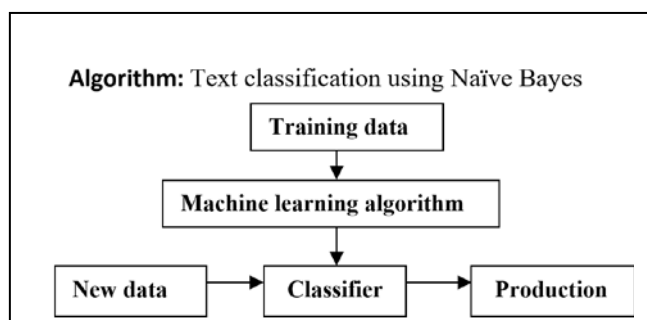 Algorithm: Text classification using Naïve Bayes
Training data
Machine learning algorithm
New data
Classifier
Production